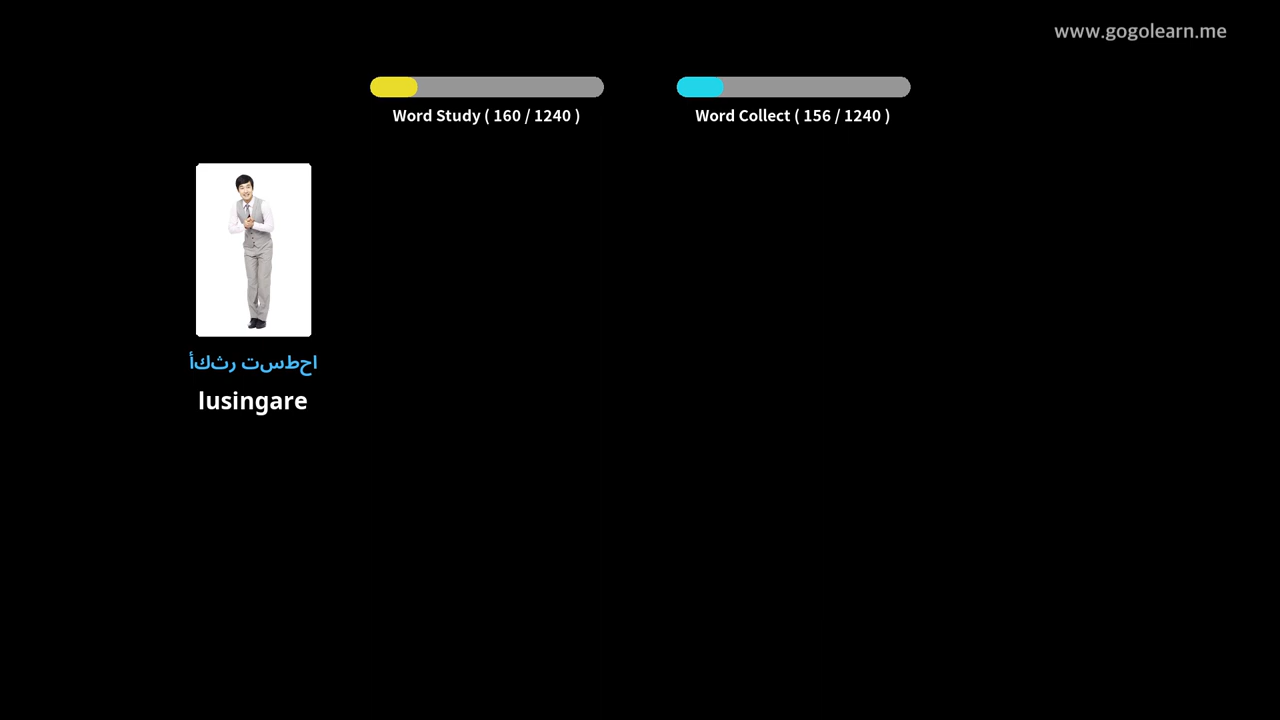 www.gogolearn.me
Word Study ( 160 / 1240 )
Word Collect ( 156 / 1240 )
احطست رثكأ
lusingare